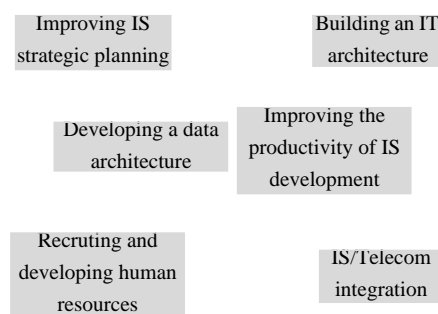 Improving IS
strategic planning
Building an IT
architecture
Developing a data
architecture
Improving the
productivity of IS
development
Recruting and
developing human
resources
IS/Telecom
integration